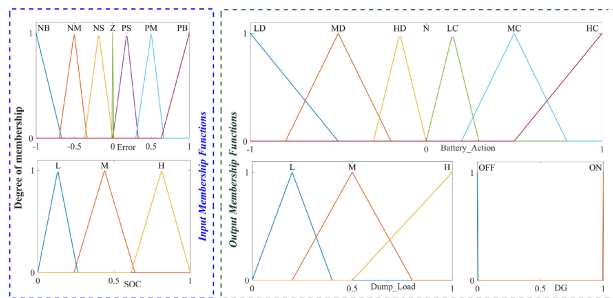 Degree of membership
NB NM NS Z PS PM PB
1
0
-1 -0.5 0 0.5 1
Error
L M H
1
0
0 0.5 1
SOC
Input Membership Functions
Output Membership Functions
LD MD HD N LC MC HC
1
0
-1 0 1
Battery_Action
L M H
1
0
0 0.5 1
Dump_Load
OFF ON
1
0
0 1
DG